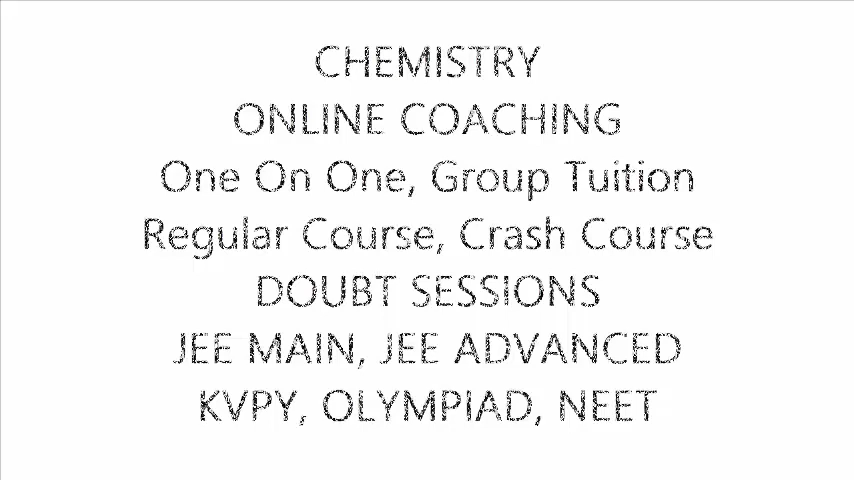 CHEMISTRY
ONLINE COACHING
One On One, Group Tuition
Regular Course, Crash Course
DOUBT SESSIONS
JEE MAIN, JEE ADVANCED
KVPY, OLYMPIAD, NEET